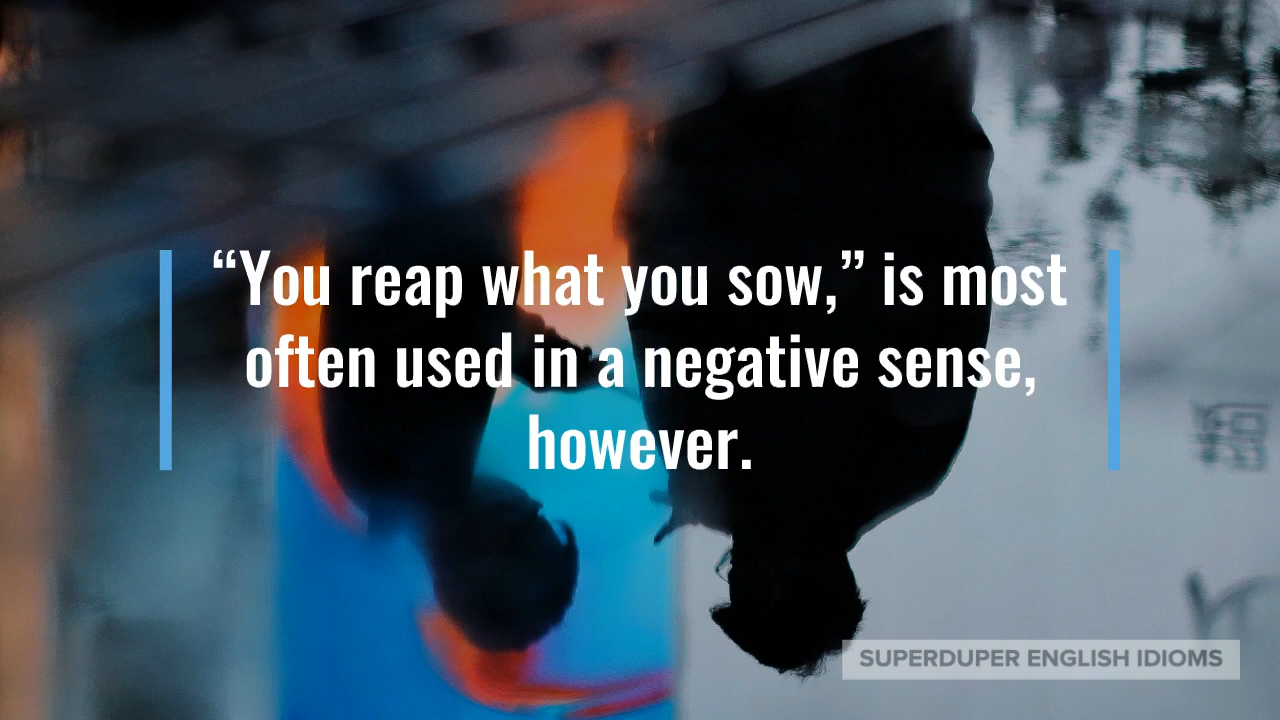 “You reap what you sow,” is most
often used in a negative sense,
however.
SUPERDUPER ENGLISH IDIOMS